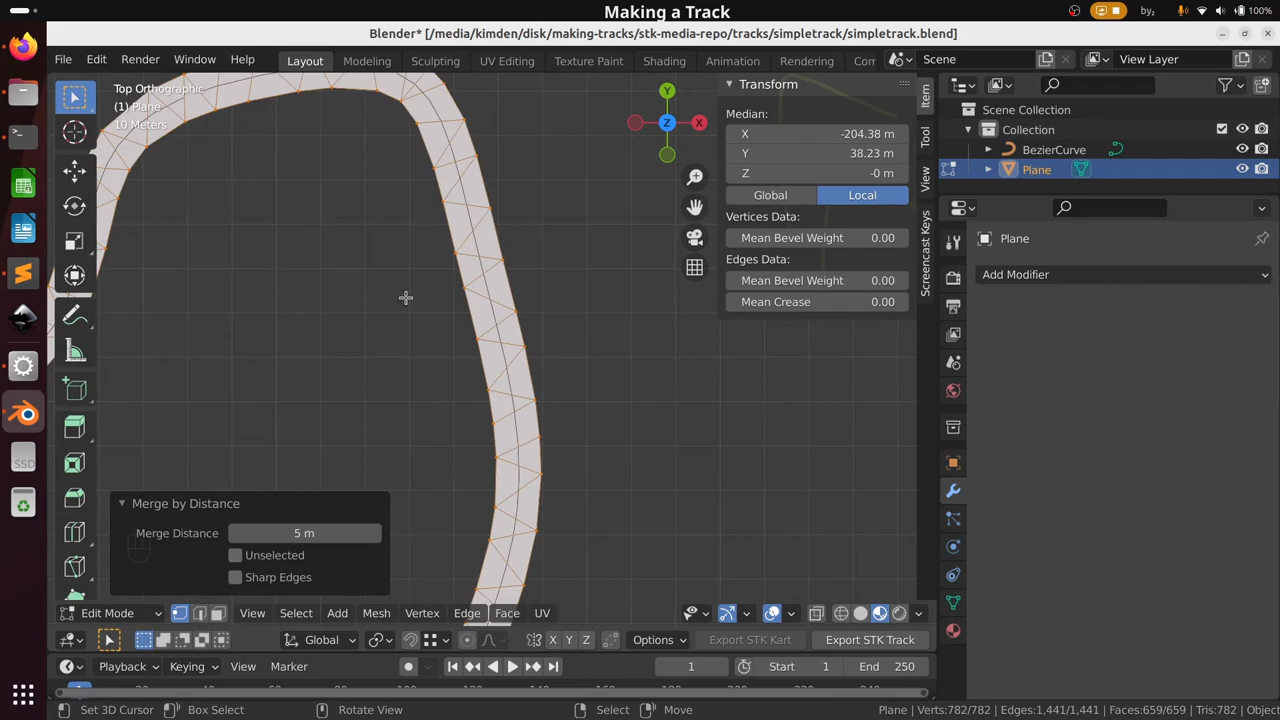 Making a Track
by₂
100%
Blender* [/media/kimden/disk/making-tracks/stk-media-repo/tracks/simpletrack/simpletrack.blend]
File Edit Render Window Help Layout Modeling Sculpting UV Editing Texture Paint Shading Animation Rendering Com Scene View Layer
Top Orthographic
(1) Plane
10 Meters
Y
X
Z
Transform
Median:
X -204.38 m
Y 38.23 m
Z -0 m
Global Local
Vertices Data:
Mean Bevel Weight 0.00
Edges Data:
Mean Bevel Weight 0.00
Mean Crease 0.00
Item
Tool
View
Screencast Keys
Scene Collection
Collection
BezierCurve
Plane
Plane
Add Modifier
SSD
Merge by Distance
Merge Distance 5 m
Unselected
Sharp Edges
Edit Mode View Select Add Mesh Vertex Edge Face UV
Global X Y Z Options Export STK Kart Export STK Track
Playback Keying View Marker 1 Start 1 End 250
Set 3D Cursor Box Select Rotate View Select Move Plane | Verts:782/782 | Edges:1,441/1,441 | Faces:659/659 | Tris:782 | Object